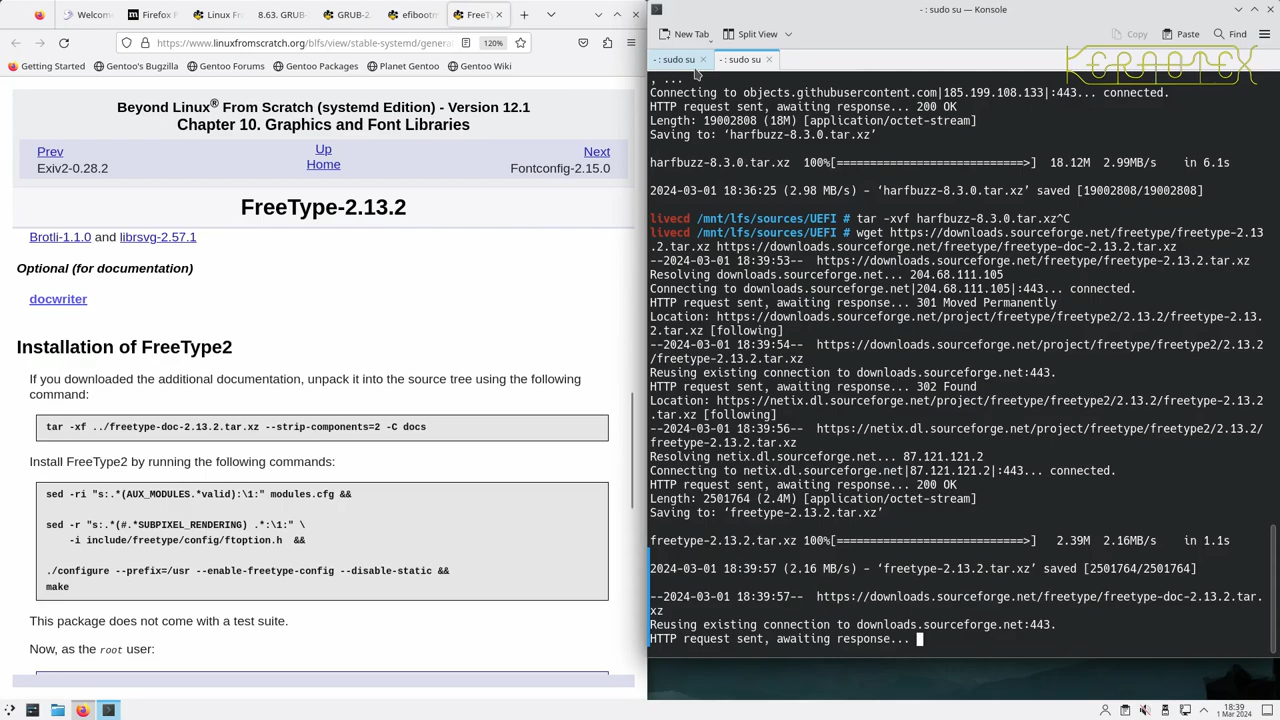 Welcome
Firefox P
Linux Fr
8.63. GRUB-
GRUB-2.
efibootn
FreeTy
https://www.linuxfromscratch.org/blfs/view/stable-systemd/genera
120%
Getting Started
Gentoo's Bugzilla
Gentoo Forums
Gentoo Packages
Planet Gentoo
Gentoo Wiki
Beyond Linux® From Scratch (systemd Edition) - Version 12.1
Chapter 10. Graphics and Font Libraries
Prev
Up
Next
Exiv2-0.28.2
Home
Fontconfig-2.15.0
FreeType-2.13.2
Brotli-1.1.0 and librsvg-2.57.1
Optional (for documentation)
docwriter
Installation of FreeType2
If you downloaded the additional documentation, unpack it into the source tree using the following
command:
tar -xf ../freetype-doc-2.13.2.tar.xz --strip-components=2 -C docs
Install FreeType2 by running the following commands:
sed -ri "s:.*(AUX_MODULES.*valid):\1:" modules.cfg &&
sed -r "s:.*(#.*SUBPIXEL_RENDERING) .*:\1:" \
-i include/freetype/config/ftoption.h &&
./configure --prefix=/usr --enable-freetype-config --disable-static &&
make
This package does not come with a test suite.
Now, as the root user:
- : sudo su — Konsole
New Tab
Split View
Copy
Paste
Find
- : sudo su
- : sudo su
KERNOTEX
, ...
Connecting to objects.githubusercontent.com|185.199.108.133|:443... connected.
HTTP request sent, awaiting response... 200 OK
Length: 19002808 (18M) [application/octet-stream]
Saving to: ‘harfbuzz-8.3.0.tar.xz’
harfbuzz-8.3.0.tar.xz 100%[============================>] 18.12M 2.99MB/s in 6.1s
2024-03-01 18:36:25 (2.98 MB/s) - ‘harfbuzz-8.3.0.tar.xz’ saved [19002808/19002808]
livecd /mnt/lfs/sources/UEFI # tar -xvf harfbuzz-8.3.0.tar.xz^C
livecd /mnt/lfs/sources/UEFI # wget https://downloads.sourceforge.net/freetype/freetype-2.13
.2.tar.xz https://downloads.sourceforge.net/freetype/freetype-doc-2.13.2.tar.xz
--2024-03-01 18:39:53-- https://downloads.sourceforge.net/freetype/freetype-2.13.2.tar.xz
Resolving downloads.sourceforge.net... 204.68.111.105
Connecting to downloads.sourceforge.net|204.68.111.105|:443... connected.
HTTP request sent, awaiting response... 301 Moved Permanently
Location: https://downloads.sourceforge.net/project/freetype/freetype2/2.13.2/freetype-2.13.
2.tar.xz [following]
--2024-03-01 18:39:54-- https://downloads.sourceforge.net/project/freetype/freetype2/2.13.2
/freetype-2.13.2.tar.xz
Reusing existing connection to downloads.sourceforge.net:443.
HTTP request sent, awaiting response... 302 Found
Location: https://netix.dl.sourceforge.net/project/freetype/freetype2/2.13.2/freetype-2.13.2
.tar.xz [following]
--2024-03-01 18:39:56-- https://netix.dl.sourceforge.net/project/freetype/freetype2/2.13.2/
freetype-2.13.2.tar.xz
Resolving netix.dl.sourceforge.net... 87.121.121.2
Connecting to netix.dl.sourceforge.net|87.121.121.2|:443... connected.
HTTP request sent, awaiting response... 200 OK
Length: 2501764 (2.4M) [application/octet-stream]
Saving to: ‘freetype-2.13.2.tar.xz’
freetype-2.13.2.tar.xz 100%[============================>] 2.39M 2.16MB/s in 1.1s
2024-03-01 18:39:57 (2.16 MB/s) - ‘freetype-2.13.2.tar.xz’ saved [2501764/2501764]
--2024-03-01 18:39:57-- https://downloads.sourceforge.net/freetype/freetype-doc-2.13.2.tar.
xz
Reusing existing connection to downloads.sourceforge.net:443.
HTTP request sent, awaiting response...
18:39
1 Mar 2024